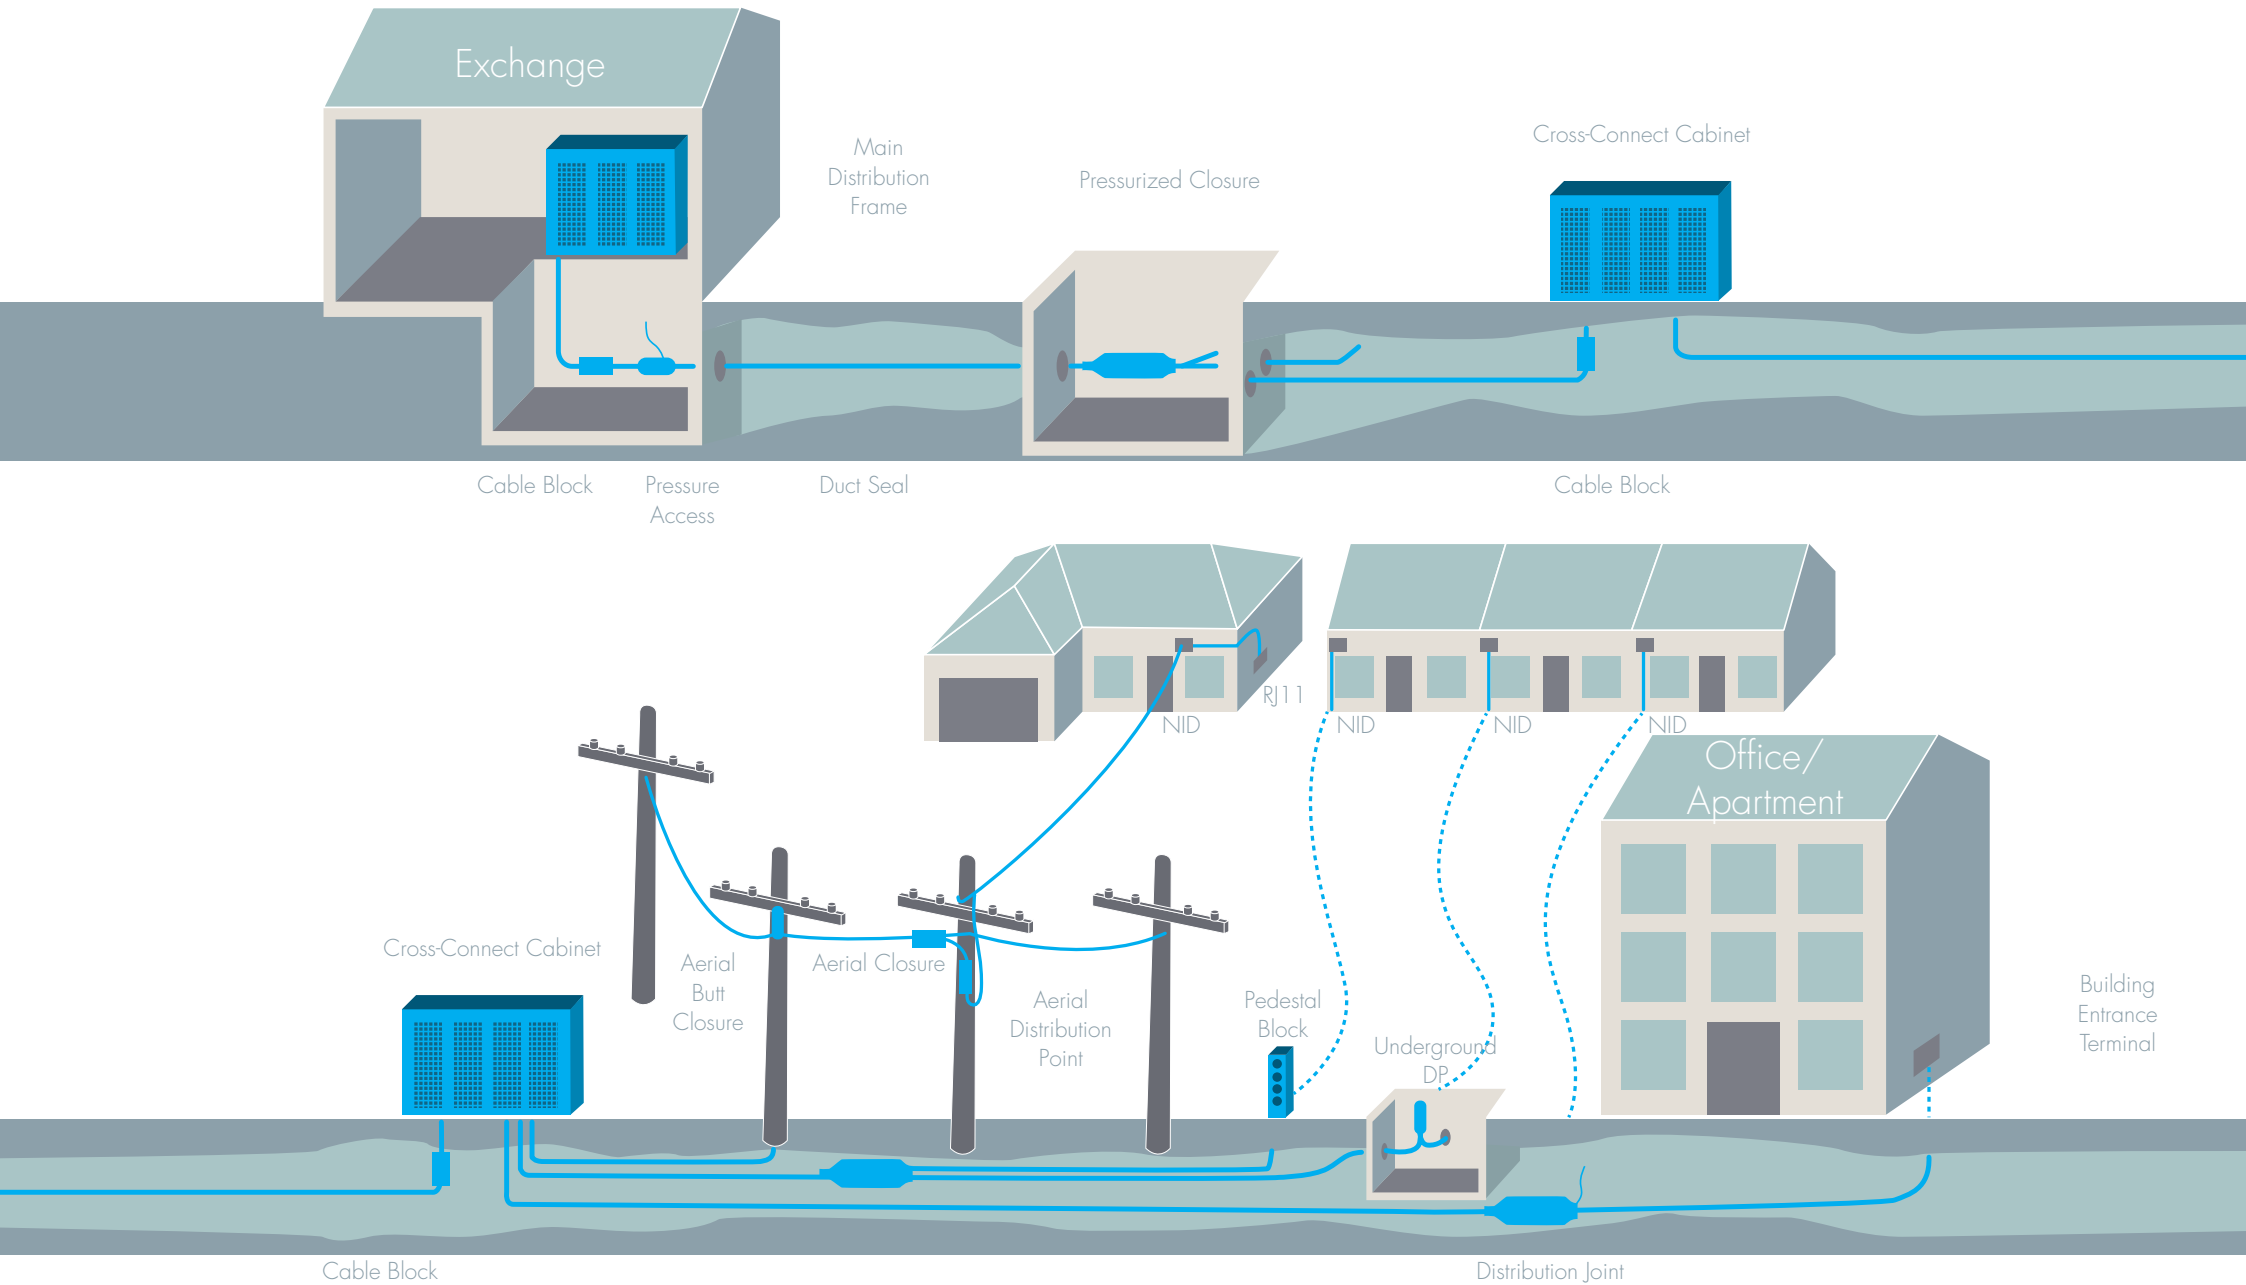 Exchange
Main
Distribution
Frame
Pressurized Closure
Cross-Connect Cabinet
Cable Block
Pressure
Access
Duct Seal
Cable Block
RJ11
NID
NID
NID
NID
Office/
Apartment
Cross-Connect Cabinet
Aerial
Butt
Closure
Aerial Closure
Aerial
Distribution
Point
Pedestal
Block
Underground
DP
Building
Entrance
Terminal
Cable Block
Distribution Joint